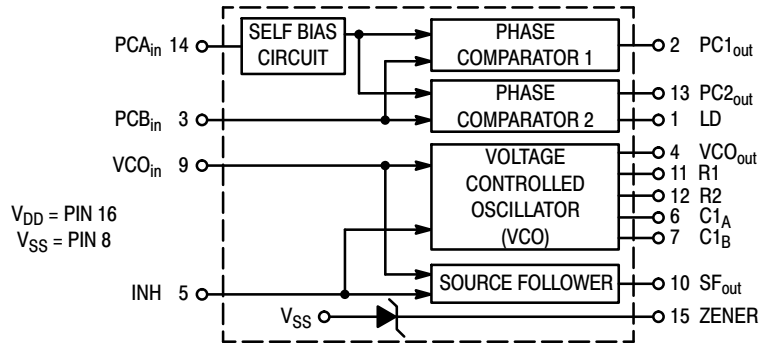 PCAin 14
SELF BIAS
CIRCUIT
PHASE
COMPARATOR 1
2 PC1out
PCBin 3
PHASE
COMPARATOR 2
13 PC2out
1 LD
VCOin 9
VOLTAGE
CONTROLLED
OSCILLATOR
(VCO)
4 VCOout
11 R1
12 R2
6 C1A
7 C1B
VDD = PIN 16
VSS = PIN 8
INH 5
SOURCE FOLLOWER
10 SFout
VSS
15 ZENER